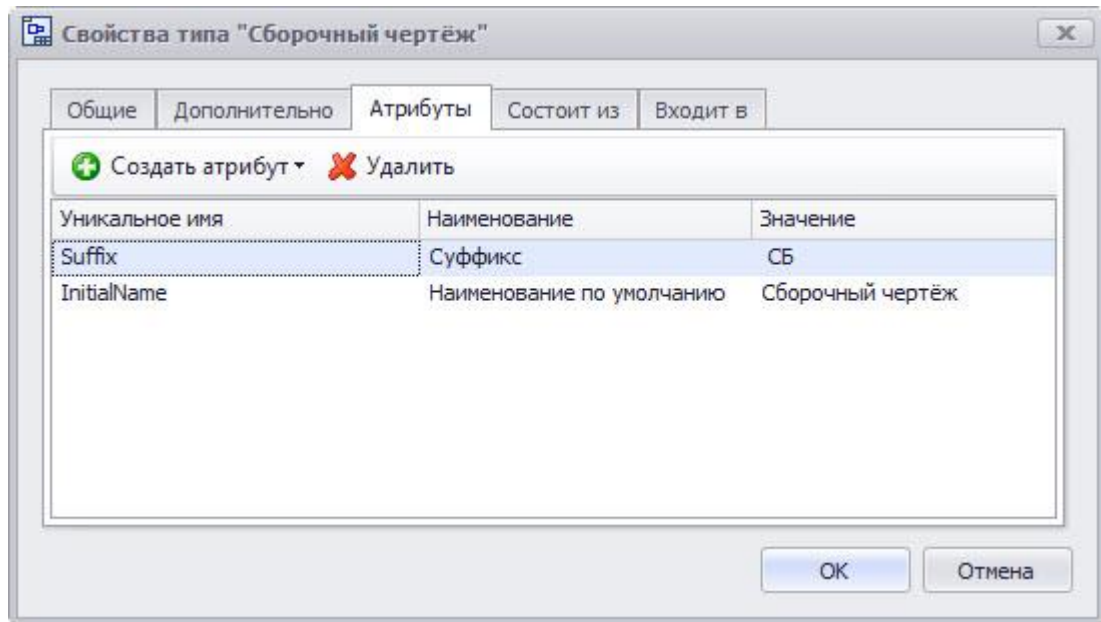 Свойства типа "Сборочный чертёж"
Общие Дополнительно Атрибуты Состоит из Входит в
Создать атрибут Удалить
Уникальное имя Наименование Значение
Suffix Суффикс СБ
InitialName Наименование по умолчанию Сборочный чертёж
ОК Отмена